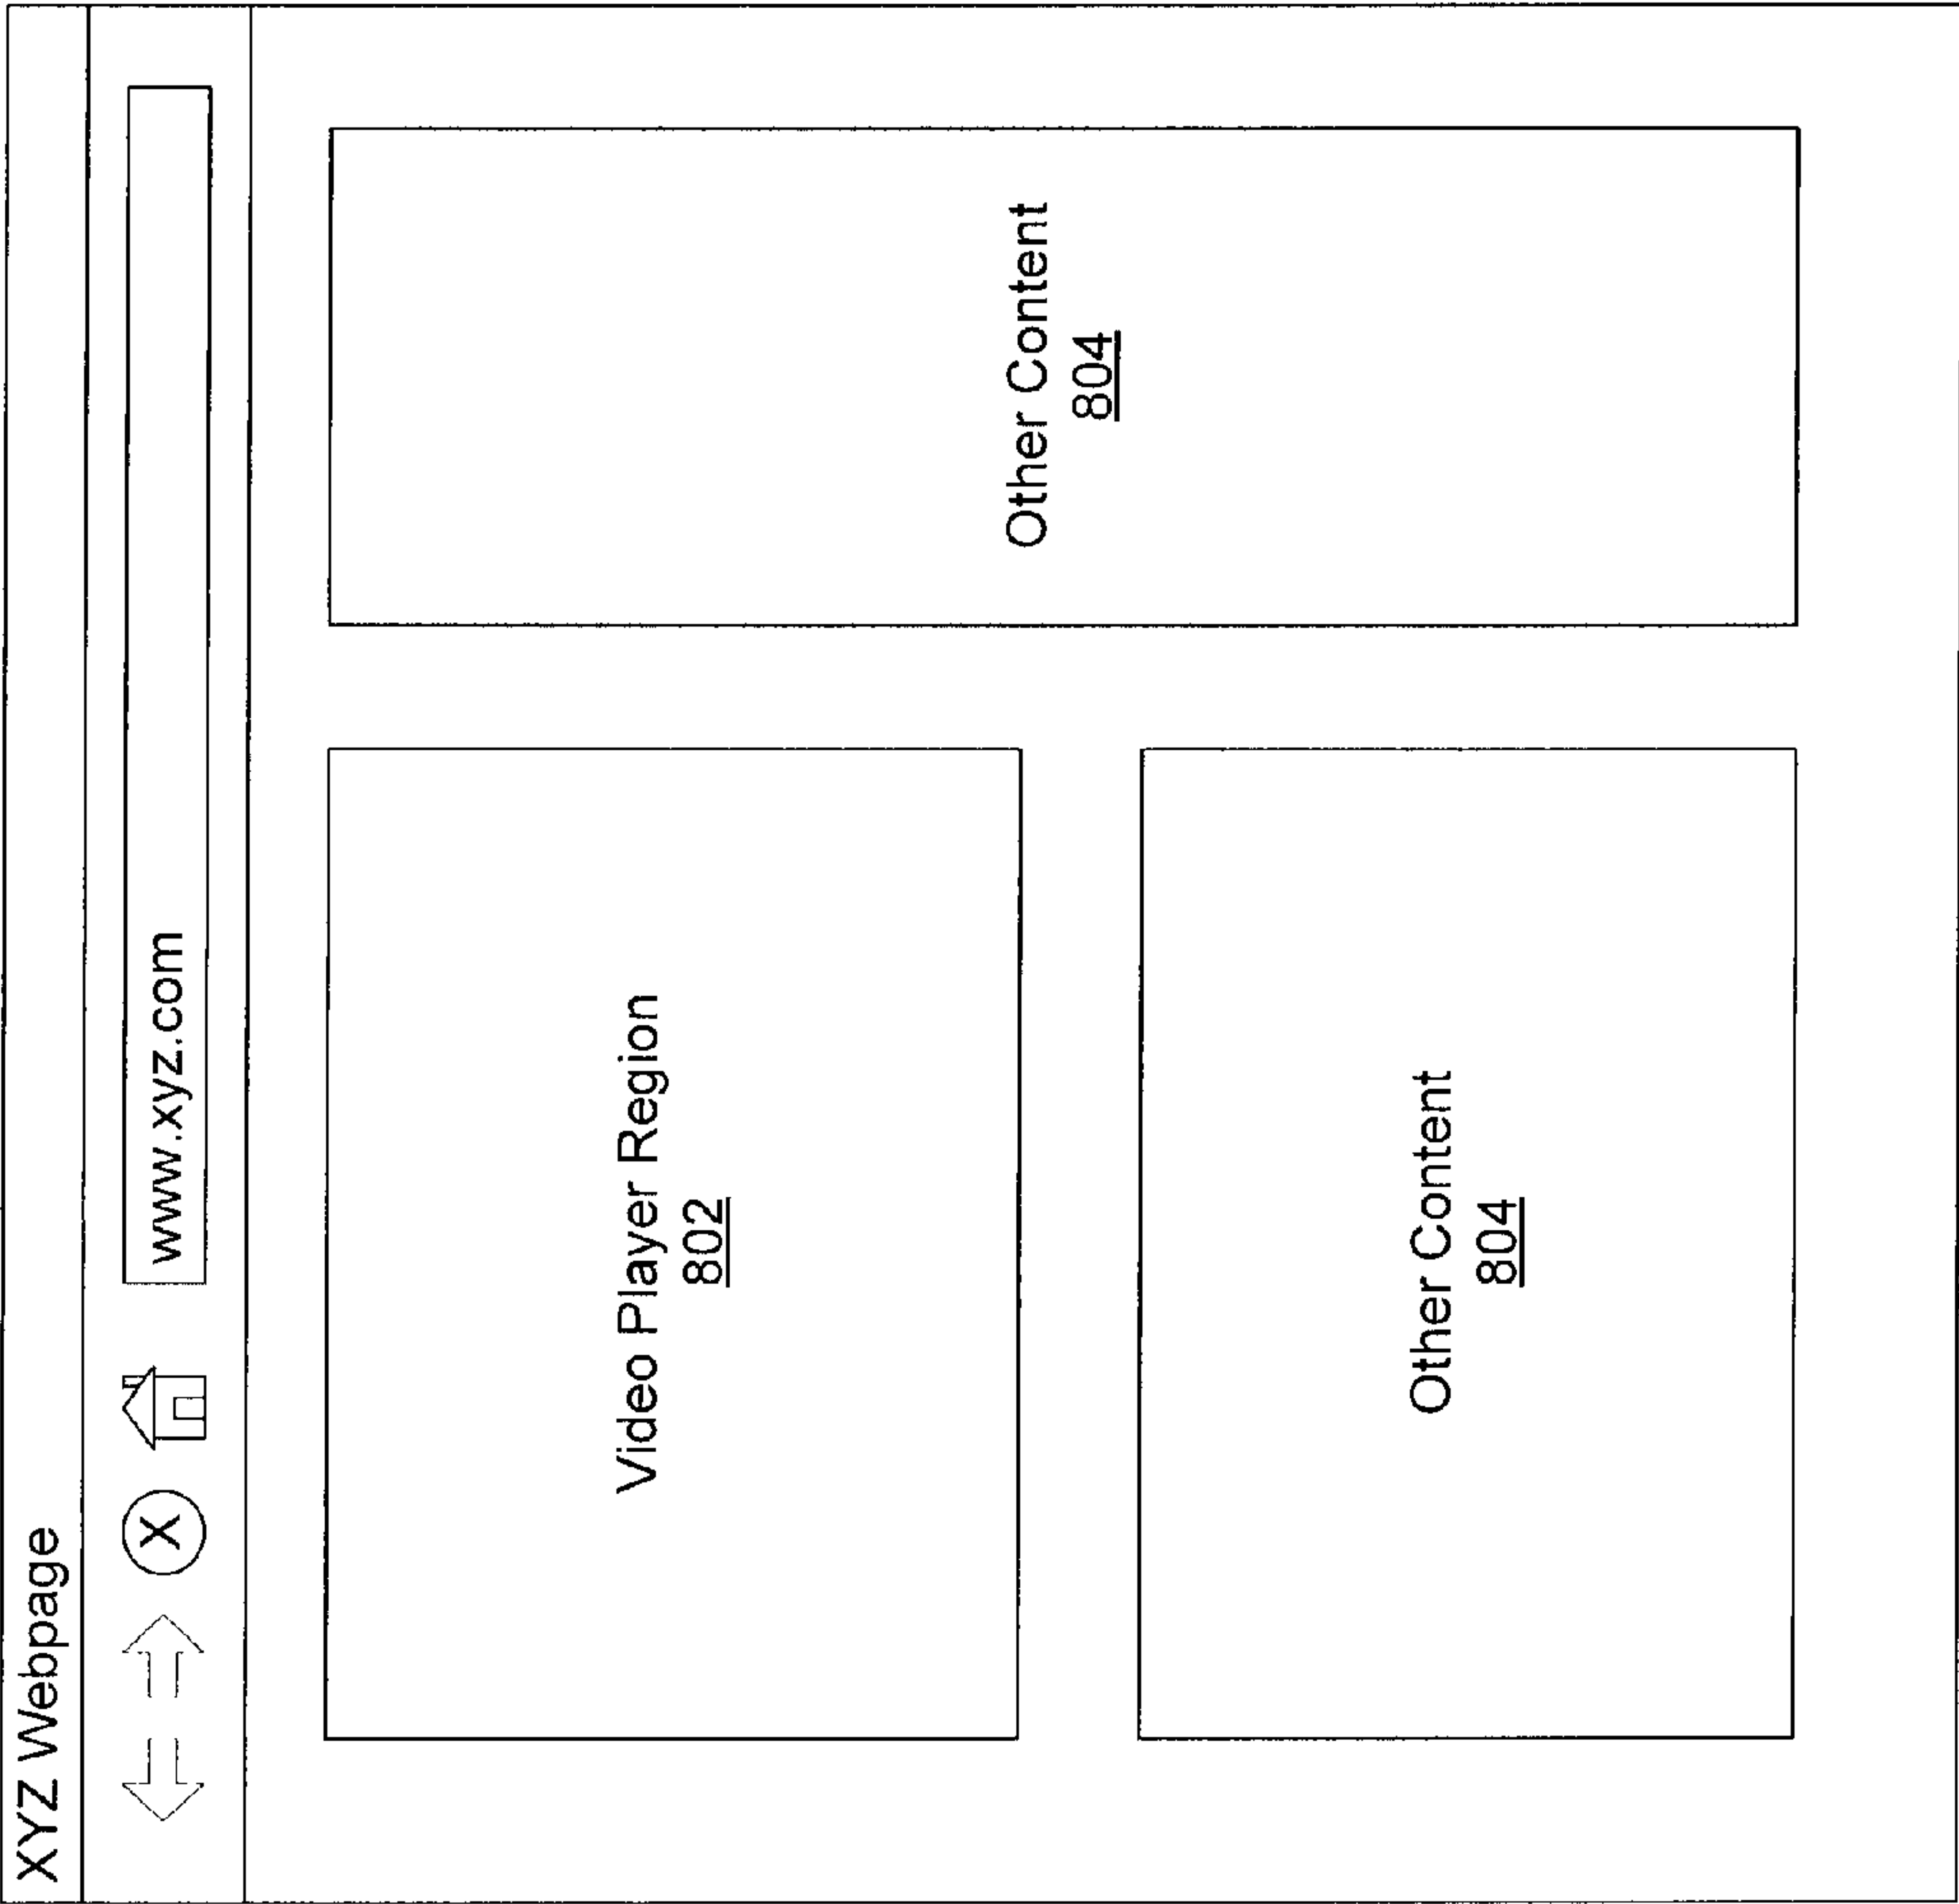 XYZ Webpage
X
www.xyz.com
Video Player Region
802
Other Content
804
Other Content
804